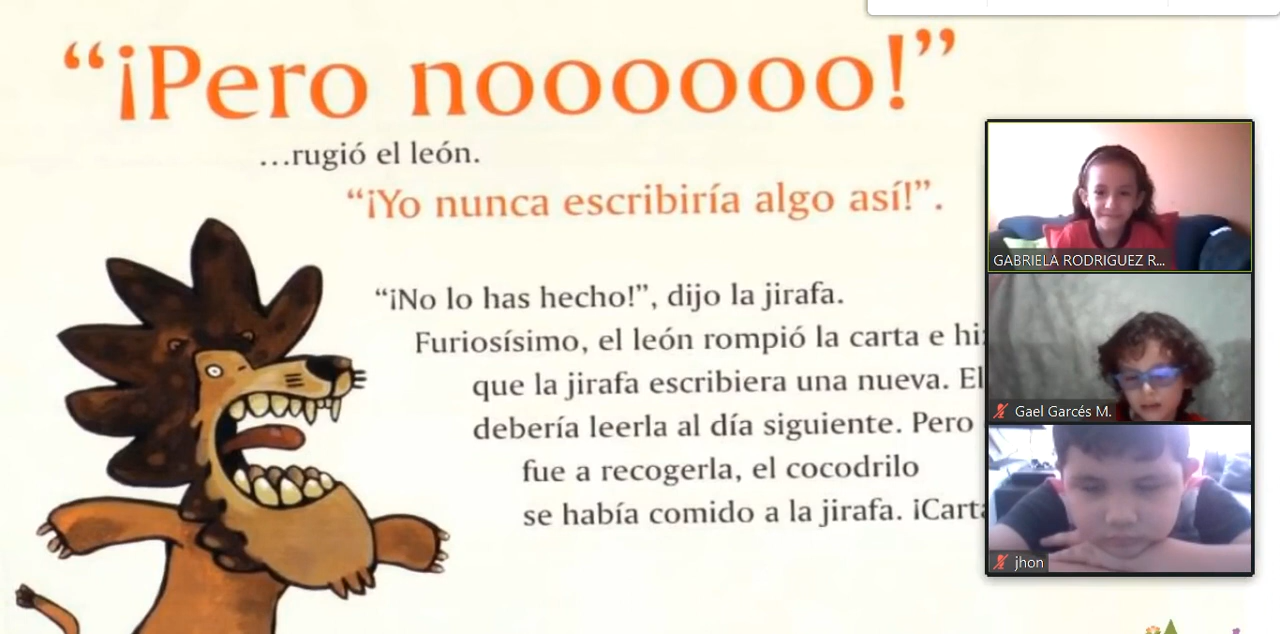 “¡Pero noooooo!”
...rugió el león.
“¡Yo nunca escribiría algo así!”.
“¡No lo has hecho!”, dijo la jirafa.
Furiosísimo, el león rompió la carta e
que la jirafa escribiera una nueva. El
debería leerla al día siguiente. Pero
fue a recogerla, el cocodrilo
se había comido a la jirafa.
GABRIELA RODRIGUEZ R...
Gael Garcés M.
jhon